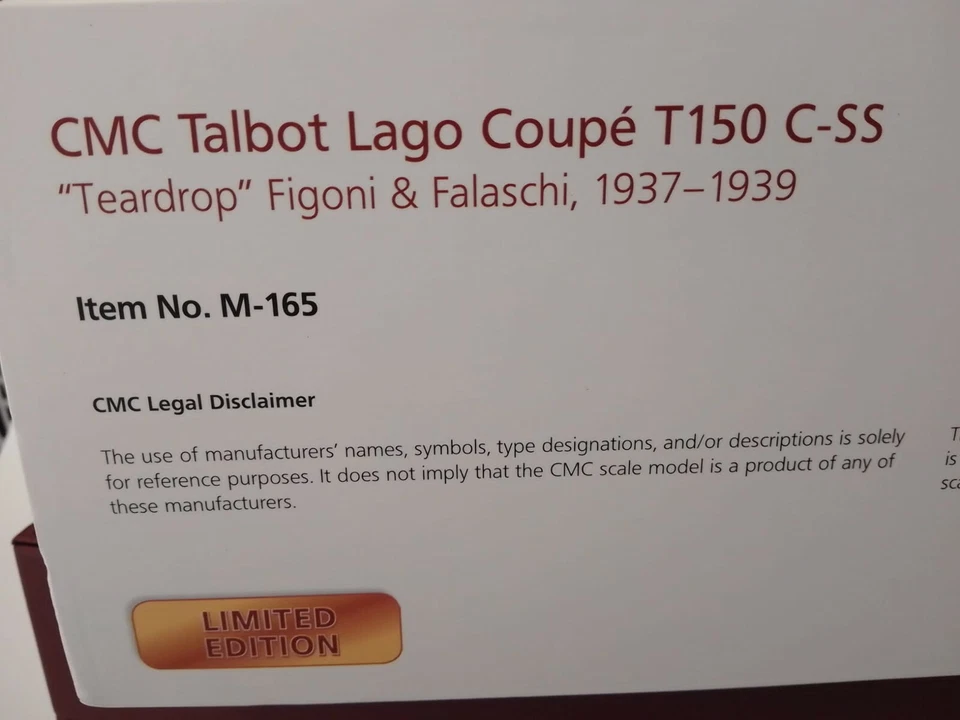 CMC Talbot Lago Coupé T150 C-SS
“Teardrop” Figoni & Falaschi, 1937–1939
Item No. M-165
CMC Legal Disclaimer
The use of manufacturers’ names, symbols, type designations, and/or descriptions is solely
for reference purposes. It does not imply that the CMC scale model is a product of any of
these manufacturers.
is
LIMITED
EDITION